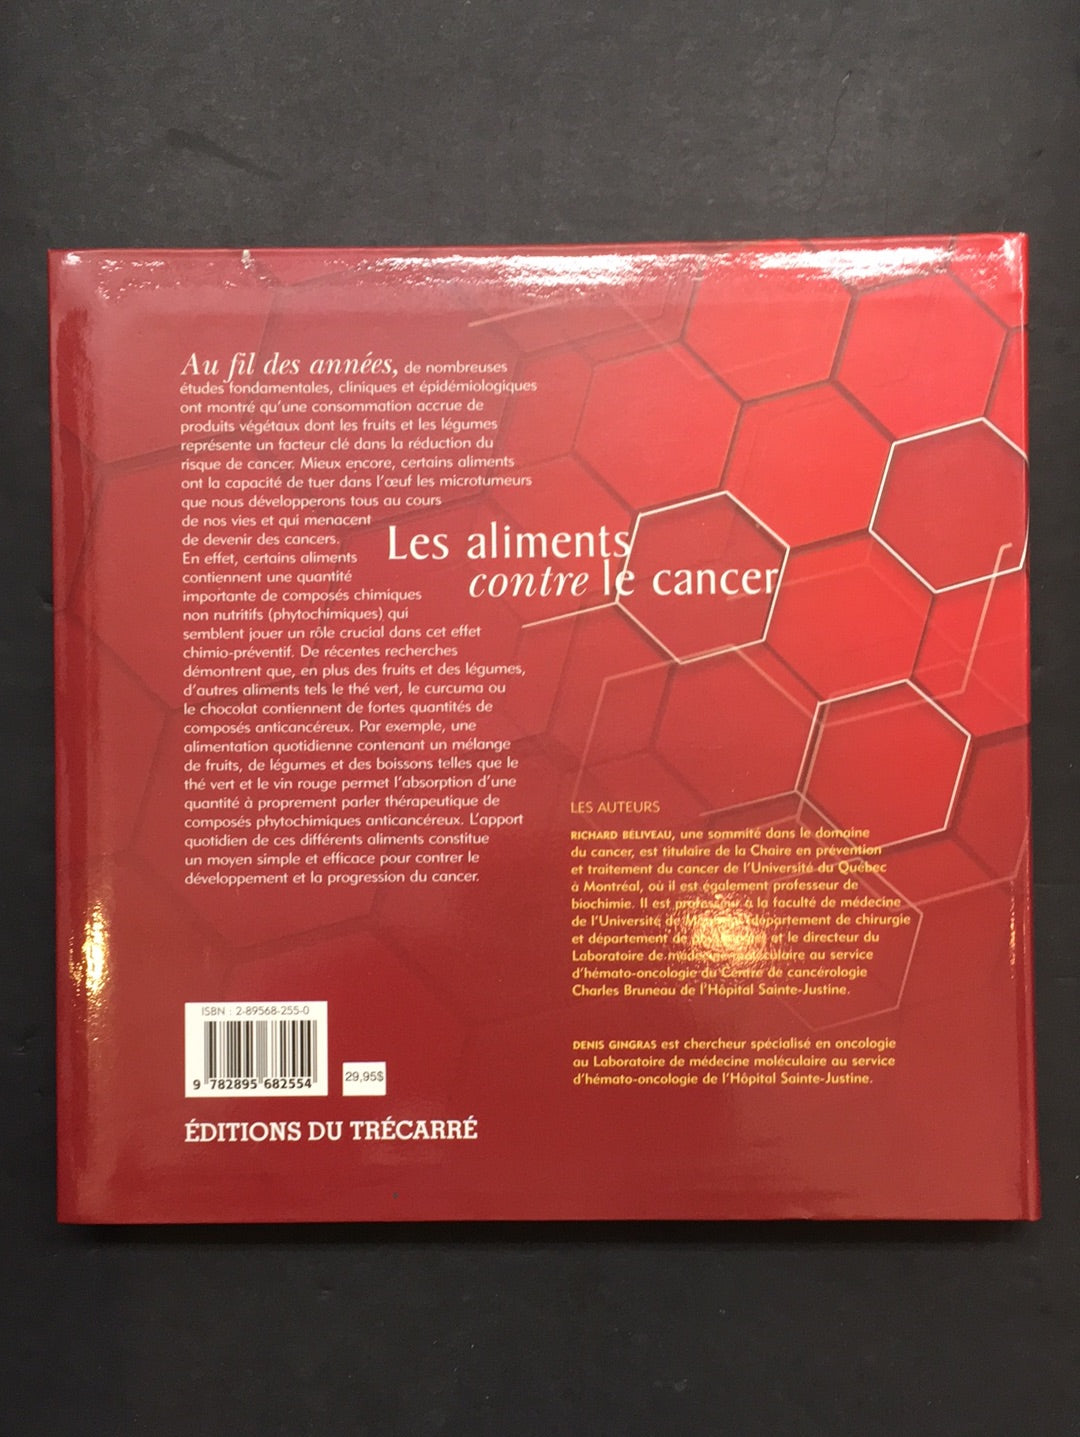 Au fil des années, de nombreuses
études fondamentales, cliniques et épidémiologiques
ont montré qu'une consommation accrue de
produits végétaux dont les fruits et les légumes
représente un facteur clé dans la réduction du
risque de cancer. Mieux encore, certains aliments
ont la capacité de tuer dans l'œuf les microtumeurs
que nous développerons tous au cours
de nos vies et qui menacent
de devenir des cancers.
En effet, certains aliments
contiennent une quantité
importante de composés chimiques
non nutritifs (phytochimiques) qui
semblent jouer un rôle crucial dans cet effet
chimio-préventif. De récentes recherches
démontrent que, en plus des fruits et des légumes,
d'autres aliments tels le thé vert, le curcuma ou
le chocolat contiennent de fortes quantités de
composés anticancéreux. Par exemple, une
alimentation quotidienne contenant un mélange
de fruits, de légumes et des boissons telles que le
thé vert et le vin rouge permet l'absorption d'une
quantité à proprement parler thérapeutique de
composés phytochimiques anticancéreux. L'apport
quotidien de ces différents aliments constitue
un moyen simple et efficace pour contrer le
développement et la progression du cancer.
Les aliments
contre le cancer
LES AUTEURS
RICHARD BÉLIVEAU, une sommité dans le domaine
du cancer, est titulaire de la Chaire en prévention
et traitement du cancer de l'Université du Québec
à Montréal, où il est également professeur de
biochimie. Il est professeur à la faculté de médecine
de l'Université de (département de chirurgie
et département de et le directeur du
Laboratoire de médecine moléculaire au service
d'hémato-oncologie du Centre de cancérologie
Charles Bruneau de l'Hôpital Sainte-Justine.
DENIS GINGRAS est chercheur spécialisé en oncologie
au Laboratoire de médecine moléculaire au service
d'hémato-oncologie de l'Hôpital Sainte-Justine.
ISBN : 2-89568-255-0
9 782895 682554
29,95$
ÉDITIONS DU TRÉCARRÉ